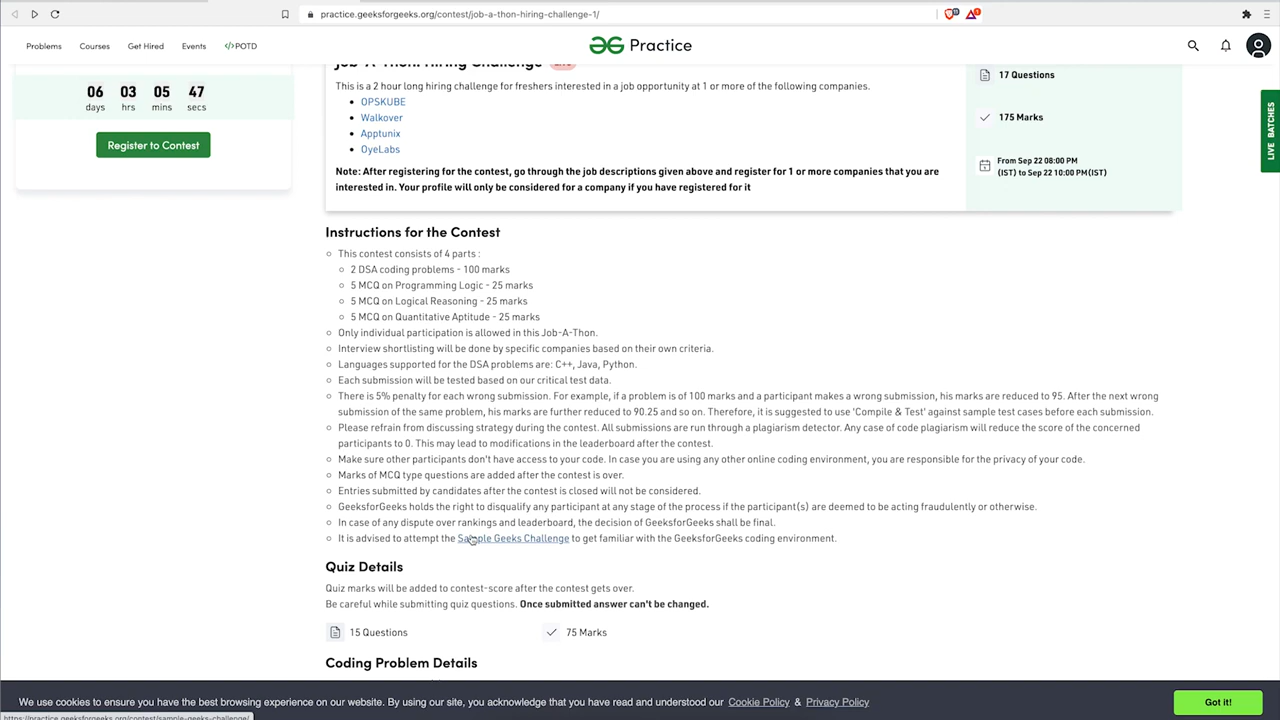 practice.geeksforgeeks.org/contest/job-a-thon-hiring-challenge-1/
Problems
Courses
Get Hired
Events
</>POTD
Practice
06
03
05
47
days
hrs
mins
secs
Register to Contest
Job-A-Thon: Hiring Challenge
This is a 2 hour long hiring challenge for freshers interested in a job opportunity at 1 or more of the following companies.
OPSKUBE
Walkover
Apptunix
OyeLabs
Note: After registering for the contest, go through the job descriptions given above and register for 1 or more companies that you are
interested in. Your profile will only be considered for a company if you have registered for it
17 Questions
175 Marks
From Sep 22 08:00 PM
(IST) to Sep 22 10:00 PM(IST)
LIVE BATCHES
Instructions for the Contest
This contest consists of 4 parts :
2 DSA coding problems - 100 marks
5 MCQ on Programming Logic - 25 marks
5 MCQ on Logical Reasoning - 25 marks
5 MCQ on Quantitative Aptitude - 25 marks
Only individual participation is allowed in this Job-A-Thon.
Interview shortlisting will be done by specific companies based on their own criteria.
Languages supported for the DSA problems are: C++, Java, Python.
Each submission will be tested based on our critical test data.
There is 5% penalty for each wrong submission. For example, if a problem is of 100 marks and a participant makes a wrong submission, his marks are reduced to 95. After the next wrong
submission of the same problem, his marks are further reduced to 90.25 and so on. Therefore, it is suggested to use 'Compile & Test' against sample test cases before each submission.
Please refrain from discussing strategy during the contest. All submissions are run through a plagiarism detector. Any case of code plagiarism will reduce the score of the concerned
participants to 0. This may lead to modifications in the leaderboard after the contest.
Make sure other participants don't have access to your code. In case you are using any other online coding environment, you are responsible for the privacy of your code.
Marks of MCQ type questions are added after the contest is over.
Entries submitted by candidates after the contest is closed will not be considered.
GeeksforGeeks holds the right to disqualify any participant at any stage of the process if the participant(s) are deemed to be acting fraudulently or otherwise.
In case of any dispute over rankings and leaderboard, the decision of GeeksforGeeks shall be final.
It is advised to attempt the Sample Geeks Challenge to get familiar with the GeeksforGeeks coding environment.
Quiz Details
Quiz marks will be added to contest-score after the contest gets over.
Be careful while submitting quiz questions. Once submitted answer can't be changed.
15 Questions
75 Marks
Coding Problem Details
We use cookies to ensure you have the best browsing experience on our website. By using our site, you acknowledge that you have read and understood our Cookie Policy & Privacy Policy
Got it!
https://practice.geeksforgeeks.org/contest/sample-geeks-challenge/